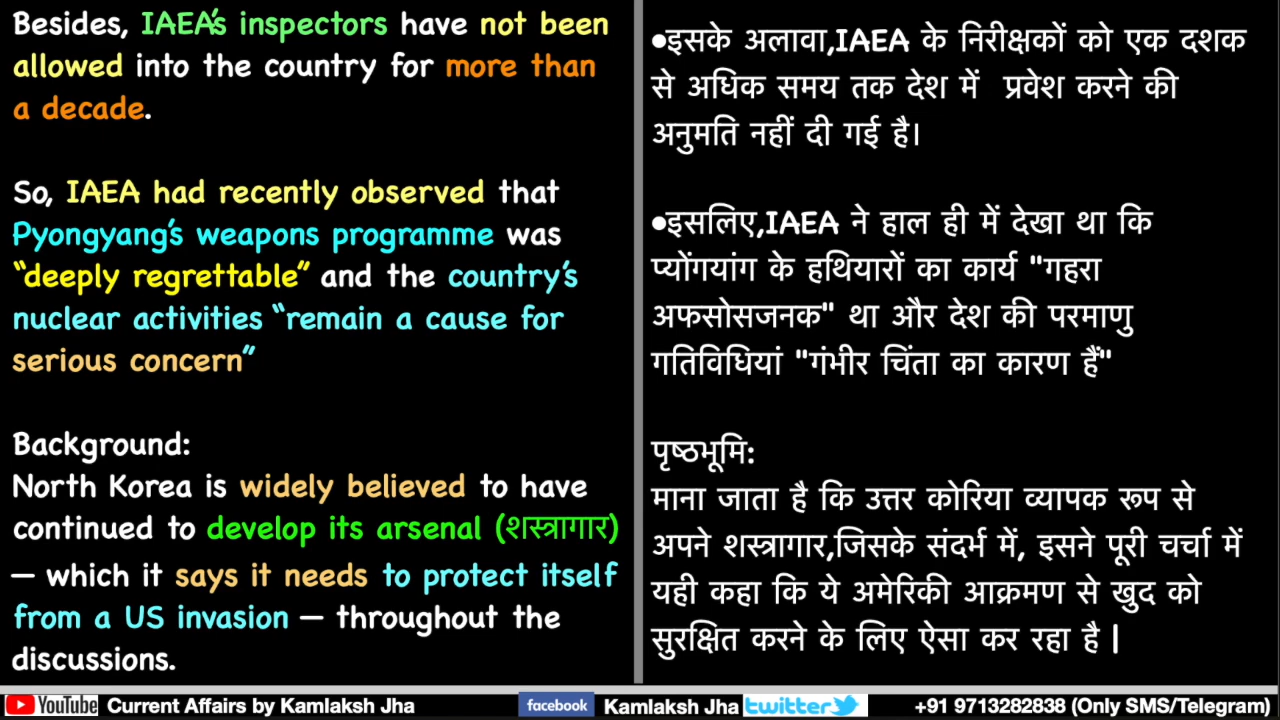 Besides, IAEA's inspectors have not been
allowed into the country for more than
a decade.
So, IAEA had recently observed that
Pyongyang's weapons programme was
“deeply regrettable” and the country's
nuclear activities “remain a cause for
serious concern”
Background:
North Korea is widely believed to have
continued to develop its arsenal (शस्त्रागार)
— which it says it needs to protect itself
from a US invasion — throughout the
discussions.
•इसके अलावा,IAEA के निरीक्षकों को एक दशक
से अधिक समय तक देश में प्रवेश करने की
अनुमति नहीं दी गई है।
•इसलिए,IAEA ने हाल ही में देखा था कि
प्योंगयांग के हथियारों का कार्य "गहरा
अफसोसजनक" था और देश की परमाणु
गतिविधियां "गंभीर चिंता का कारण हैं"
पृष्ठभूमि:
माना जाता है कि उत्तर कोरिया व्यापक रूप से
अपने शस्त्रागार,जिसके संदर्भ में, इसने पूरी चर्चा में
यही कहा कि ये अमेरिकी आक्रमण से खुद को
सुरक्षित करने के लिए ऐसा कर रहा है |
YouTube Current Affairs by Kamlaksh Jha facebook Kamlaksh Jha twitter +91 9713282838 (Only SMS/Telegram)